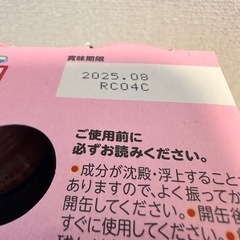 賞味期限
2025.08
RC04C
ご使用前に
必ずお読みください。
•成分が沈殿、浮上すること
ありますので、よく振ってか
開缶してください。•開缶後
すぐに使用してください。